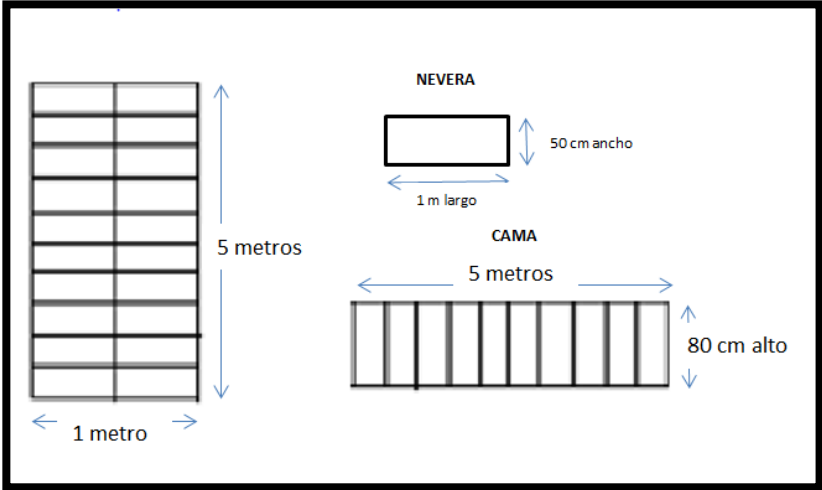 NEVERA
50 cm ancho
1 m largo
CAMA
5 metros
5 metros
80 cm alto
1 metro